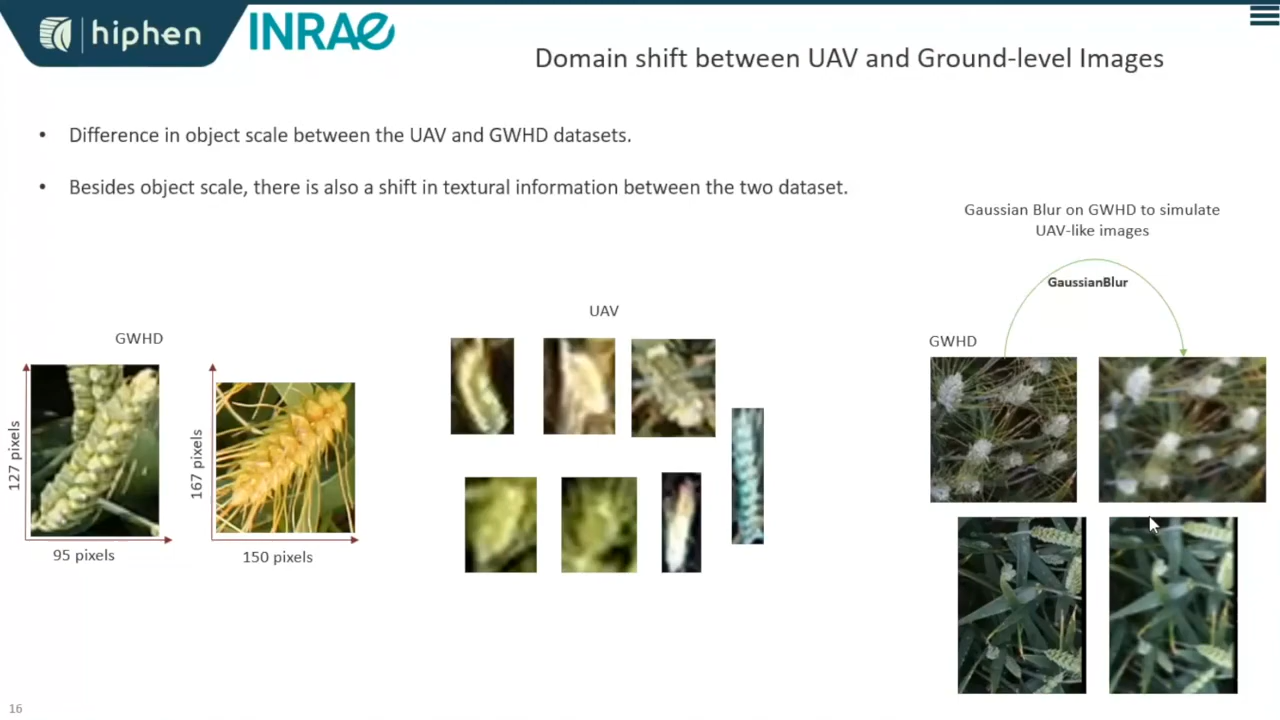 hiphen
INRAE
Domain shift between UAV and Ground-level Images
• Difference in object scale between the UAV and GWHD datasets.
• Besides object scale, there is also a shift in textural information between the two dataset.
Gaussian Blur on GWHD to simulate
UAV-like images
GaussianBlur
UAV
GWHD
GWHD
127 pixels
167 pixels
95 pixels
150 pixels
16